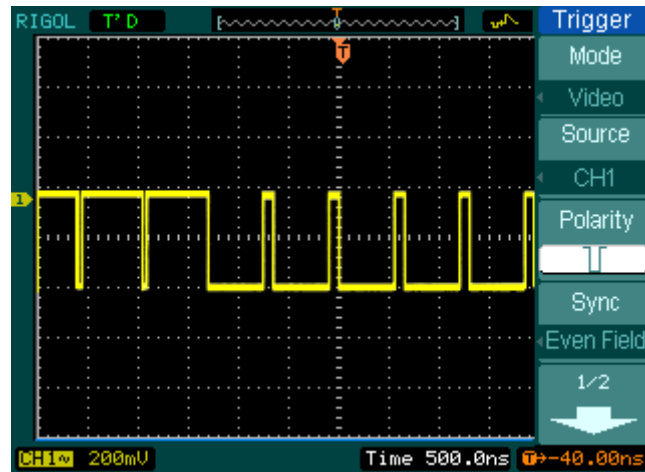 RIGOL T'D Trigger
T
Mode
Video
Source
CH1
1
Polarity
Sync
Even Field
1/2
CH1~ 200mV Time 500.0ns T→-40.00ns